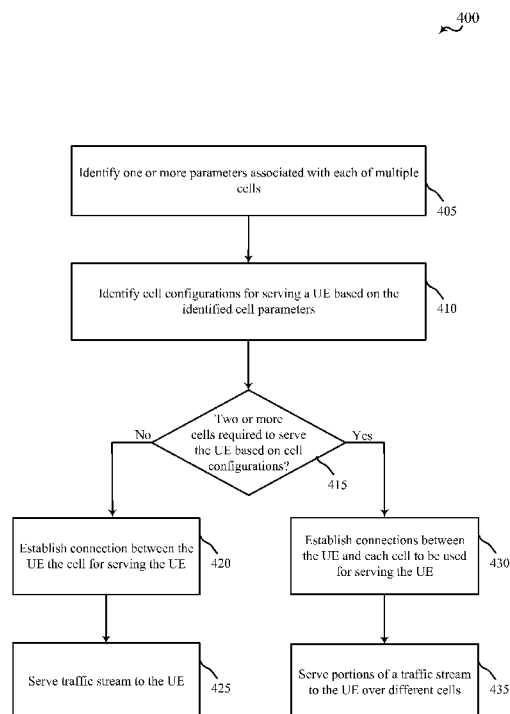 400
Identify one or more parameters associated with each of multiple
cells
405
Identify cell configurations for serving a UE based on the
identified cell parameters
410
Two or more
cells required to serve
the UE based on cell
configurations?
No
Yes
415
Establish connection between the
UE the cell for serving the UE
420
Establish connections between
the UE and each cell to be used
for serving the UE
430
Serve traffic stream to the UE
425
Serve portions of a traffic stream
to the UE over different cells
435